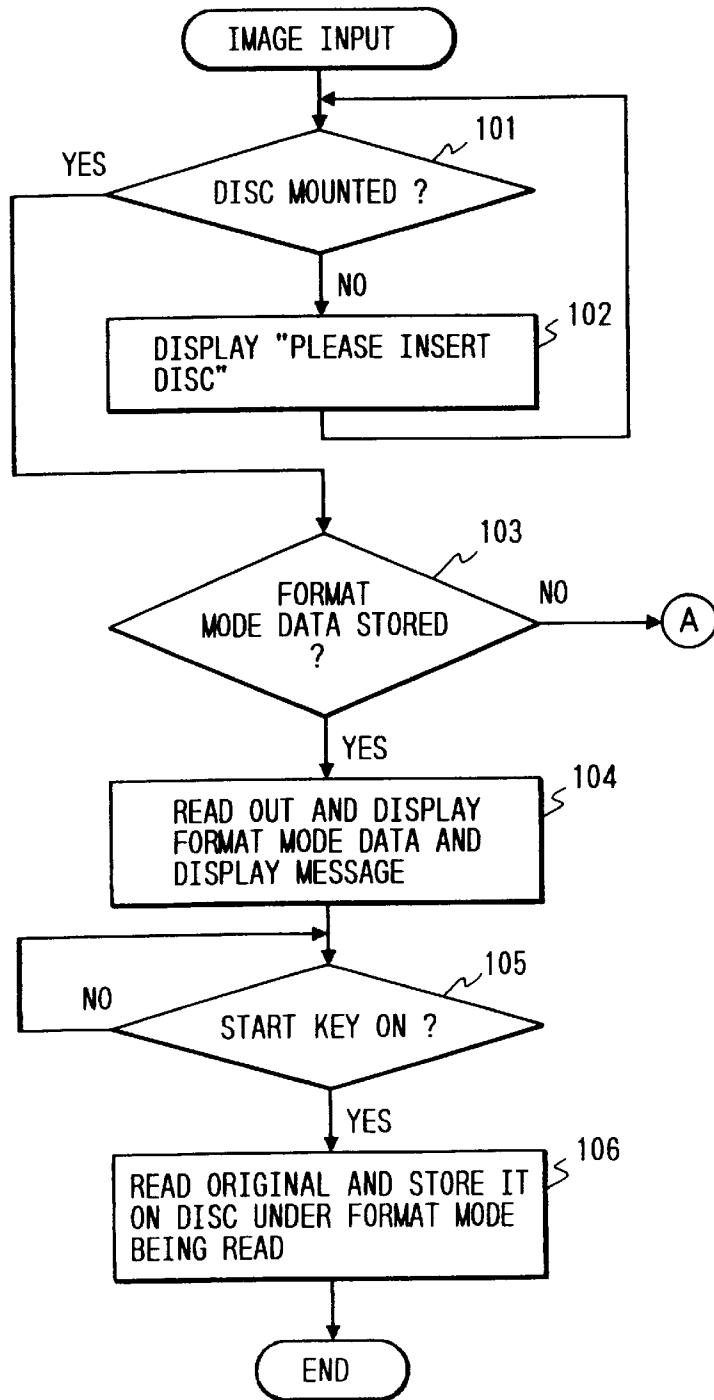 IMAGE INPUT
101
YES
DISC MOUNTED ?
NO
102
DISPLAY "PLEASE INSERT
DISC"
103
FORMAT
MODE DATA STORED
?
NO
A
YES
104
READ OUT AND DISPLAY
FORMAT MODE DATA AND
DISPLAY MESSAGE
105
NO
START KEY ON ?
YES
106
READ ORIGINAL AND STORE IT
ON DISC UNDER FORMAT MODE
BEING READ
END